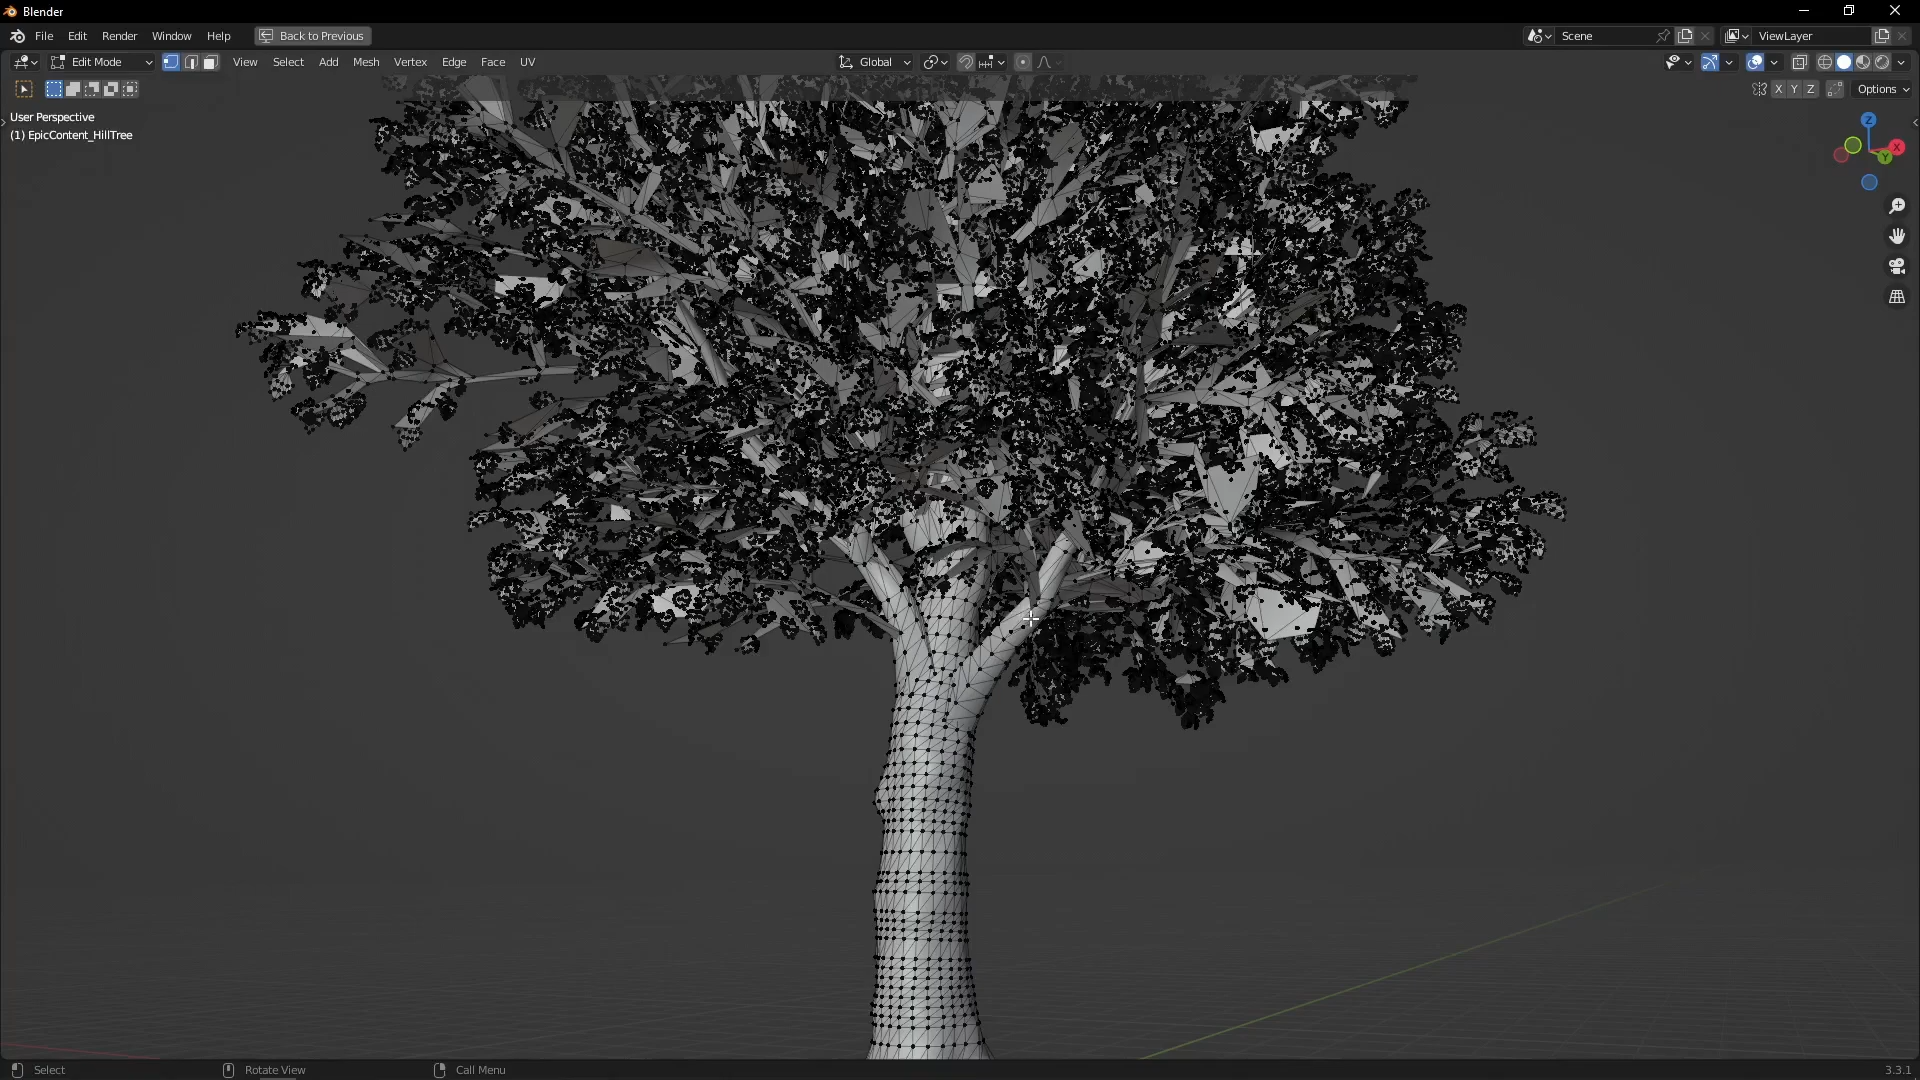 Blender
File Edit Render Window Help Back to Previous Scene ViewLayer
Edit Mode View Select Add Mesh Vertex Edge Face UV Global
X Y Z Options
User Perspective
(1) EpicContent_HillTree
Z
X
Y
Select Rotate View Call Menu 3.3.1